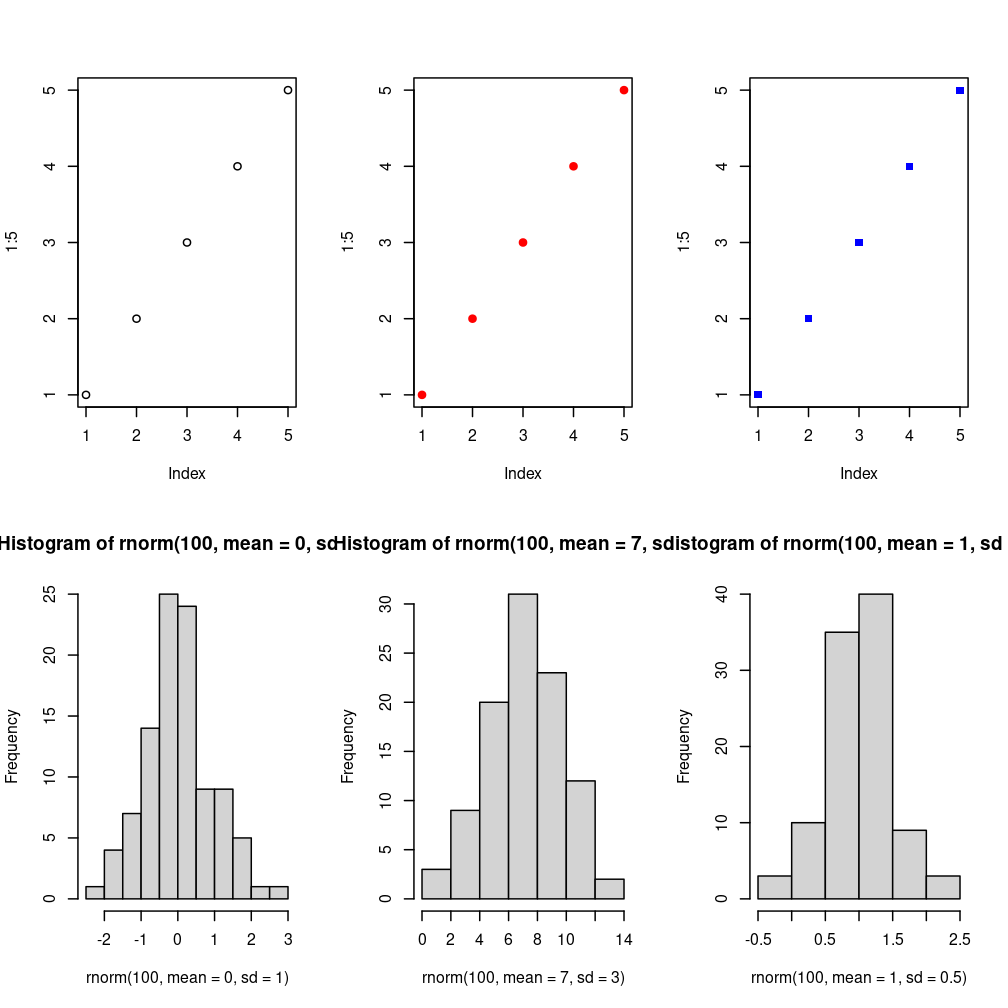 5
4
3
2
1
1:5
1 2 3 4 5
Index
5
4
3
2
1
1:5
1 2 3 4 5
Index
5
4
3
2
1
1:5
1 2 3 4 5
Index
Histogram of rnorm(100, mean = 0, sd
Histogram of rnorm(100, mean = 7, sd
istogram of rnorm(100, mean = 1, sd
25
20
15
10
5
0
Frequency
-2 -1 0 1 2 3
rnorm(100, mean = 0, sd = 1)
30
25
20
15
10
5
0
Frequency
0 2 4 6 8 10 14
rnorm(100, mean = 7, sd = 3)
40
30
20
10
0
Frequency
-0.5 0.5 1.5 2.5
rnorm(100, mean = 1, sd = 0.5)